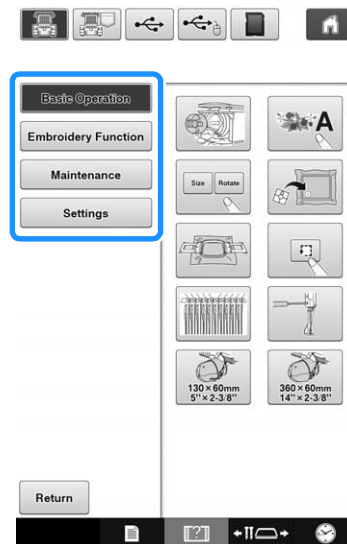 Basic Operation
Embroidery Function
Maintenance
Settings
A
Size Rotate
130×60mm
5"×2-3/8"
360×60mm
14"×2-3/8"
Return
?